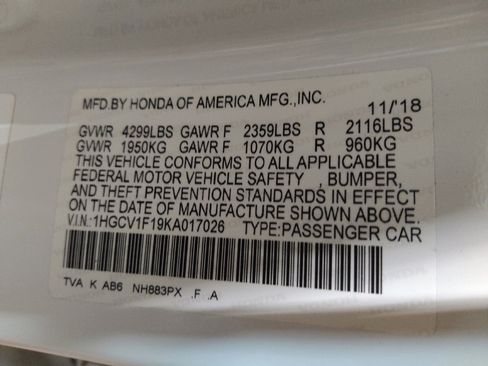 MFD.BY HONDA OF AMERICA MFG.,INC. 11/18
GVWR 4299LBS GAWR F 2359LBS R 2116LBS
GVWR 1950KG GAWR F 1070KG R 960KG
THIS VEHICLE CONFORMS TO ALL APPLICABLE
FEDERAL MOTOR VEHICLE SAFETY , BUMPER,
AND THEFT PREVENTION STANDARDS IN EFFECT
ON THE DATE OF MANUFACTURE SHOWN ABOVE.
V.I.N.:1HGCV1F19KA017026 TYPE:PASSENGER CAR
TVA K AB6 NH883PX .F .A